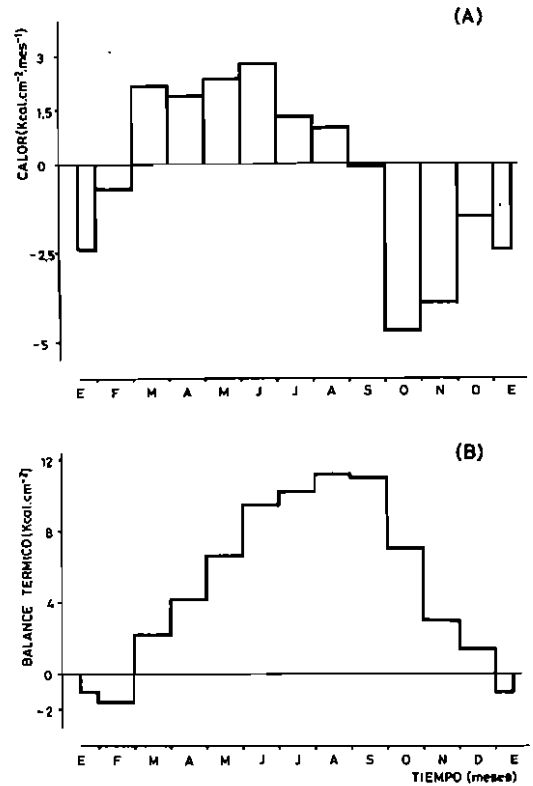 (A)
CALOR(Kcal.cm⁻².mes⁻¹)
3
1.5
0
-2.5
-5
E F M A M J J A S O N D E
(B)
BALANCE TERMICO(Kcal.cm⁻²)
12
8
4
0
-2
E F M A M J J A S O N D E
TIEMPO (meses)